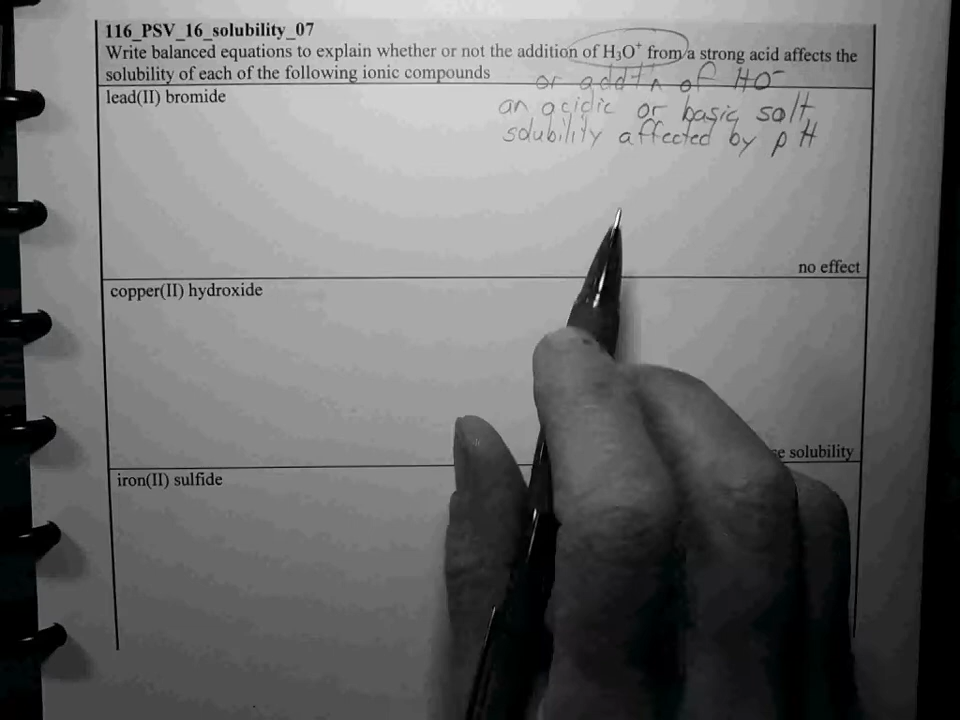 116_PSV_16_solubility_07
Write balanced equations to explain whether or not the addition of H₃O⁺ from a strong acid affects the
solubility of each of the following ionic compounds
or addtn of HO⁻
lead(II) bromide
an acidic or basic salt,
solubility affected by pH
no effect
copper(II) hydroxide
solubility
iron(II) sulfide